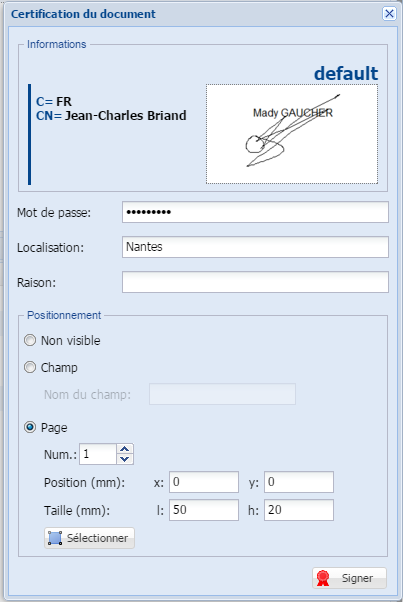 Certification du document
Informations
default
C= FR
CN= Jean-Charles Briand
Mady GAUCHER
Mot de passe: •••••••••
Localisation: Nantes
Raison:
Positionnement
Non visible
Champ
Nom du champ:
Page
Num.: 1
Position (mm): x: 0 y: 0
Taille (mm): l: 50 h: 20
Sélectionner
Signer